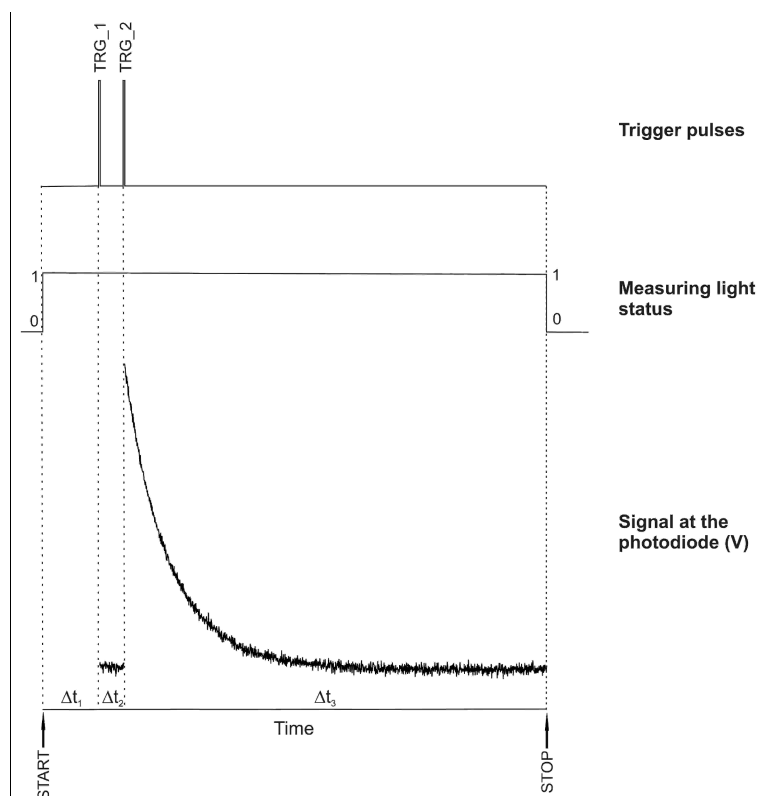 TRG_1
TRG_2
Trigger pulses
1
1
Measuring light
status
0
0
Signal at the
photodiode (V)
Δt₁
Δt₂
Δt₃
Time
START
STOP